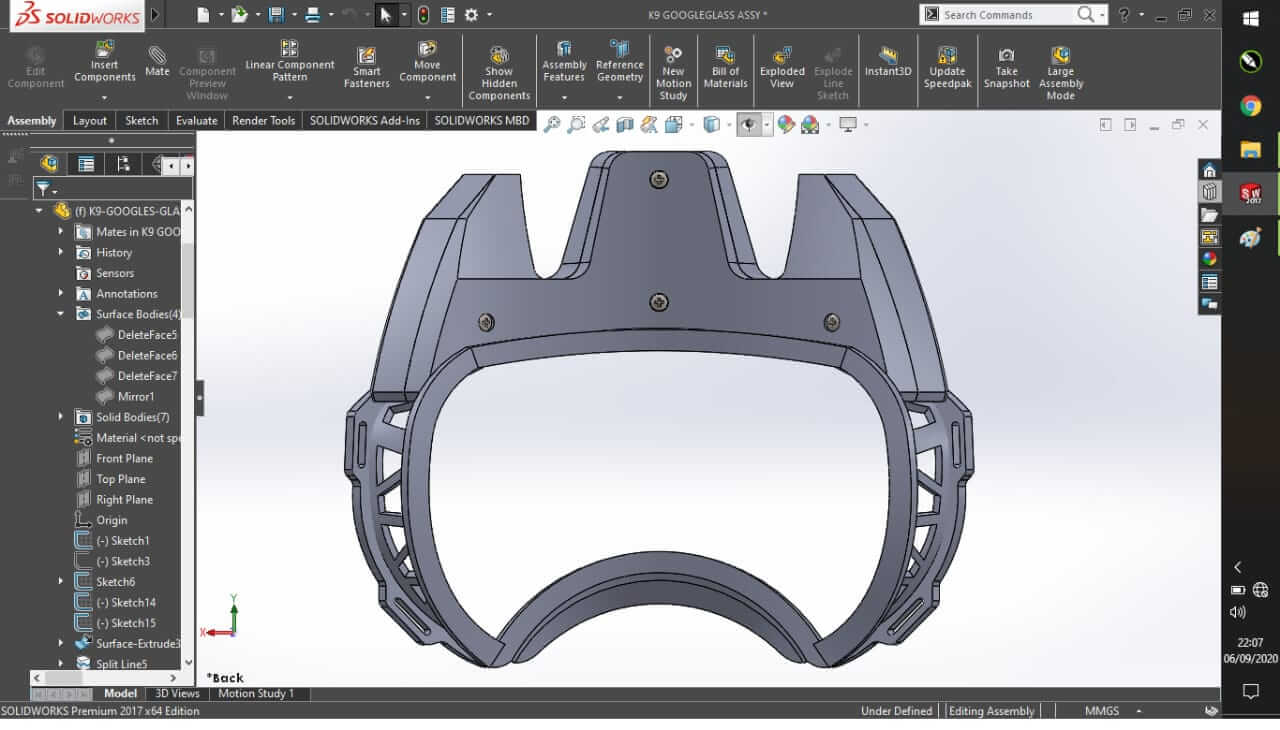 SOLIDWORKS
K9 GOOGLEGLASS ASSY *
Search Commands
?
Edit Component
Insert Components
Mate
Component Preview Window
Linear Component Pattern
Smart Fasteners
Move Component
Show Hidden Components
Assembly Features
Reference Geometry
New Motion Study
Bill of Materials
Exploded View
Explode Line Sketch
Instant3D
Update Speedpak
Take Snapshot
Large Assembly Mode
Assembly
Layout
Sketch
Evaluate
Render Tools
SOLIDWORKS Add-Ins
SOLIDWORKS MBD
(f) K9-GOOGLES-GLA
Mates in K9 GOO
History
Sensors
Annotations
Surface Bodies(4)
DeleteFace5
DeleteFace6
DeleteFace7
Mirror1
Solid Bodies(7)
Material <not spe
Front Plane
Top Plane
Right Plane
Origin
(-) Sketch1
(-) Sketch3
Sketch6
(-) Sketch14
(-) Sketch15
Surface-Extrude3
Split Line5
Y
X
*Back
Model
3D Views
Motion Study 1
SOLIDWORKS Premium 2017 x64 Edition
Under Defined
Editing Assembly
MMGS
SW
2017
22:07
06/09/2020